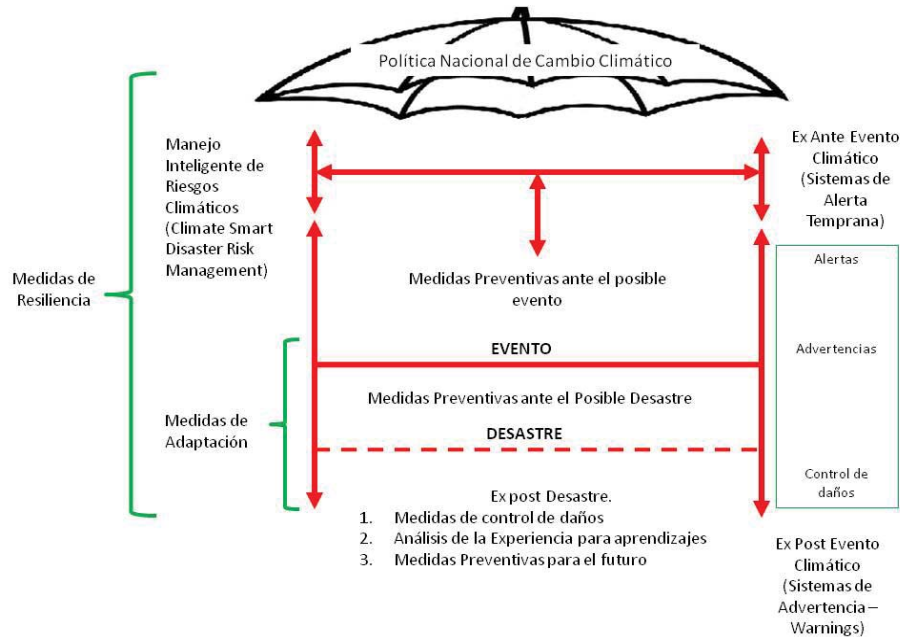 Política Nacional de Cambio Climático
Manejo
Inteligente de
Riesgos
Climáticos
(Climate Smart
Disaster Risk
Management)
Ex Ante Evento
Climático
(Sistemas de
Alerta
Temprana)
Medidas de
Resiliencia
Medidas Preventivas ante el posible
evento
Alertas
EVENTO
Advertencias
Medidas Preventivas ante el Posible Desastre
Medidas de
Adaptación
DESASTRE
Control de
daños
Ex post Desastre.
1. Medidas de control de daños
2. Análisis de la Experiencia para aprendizajes
3. Medidas Preventivas para el futuro
Ex Post Evento
Climático
(Sistemas de
Advertencia –
Warnings)